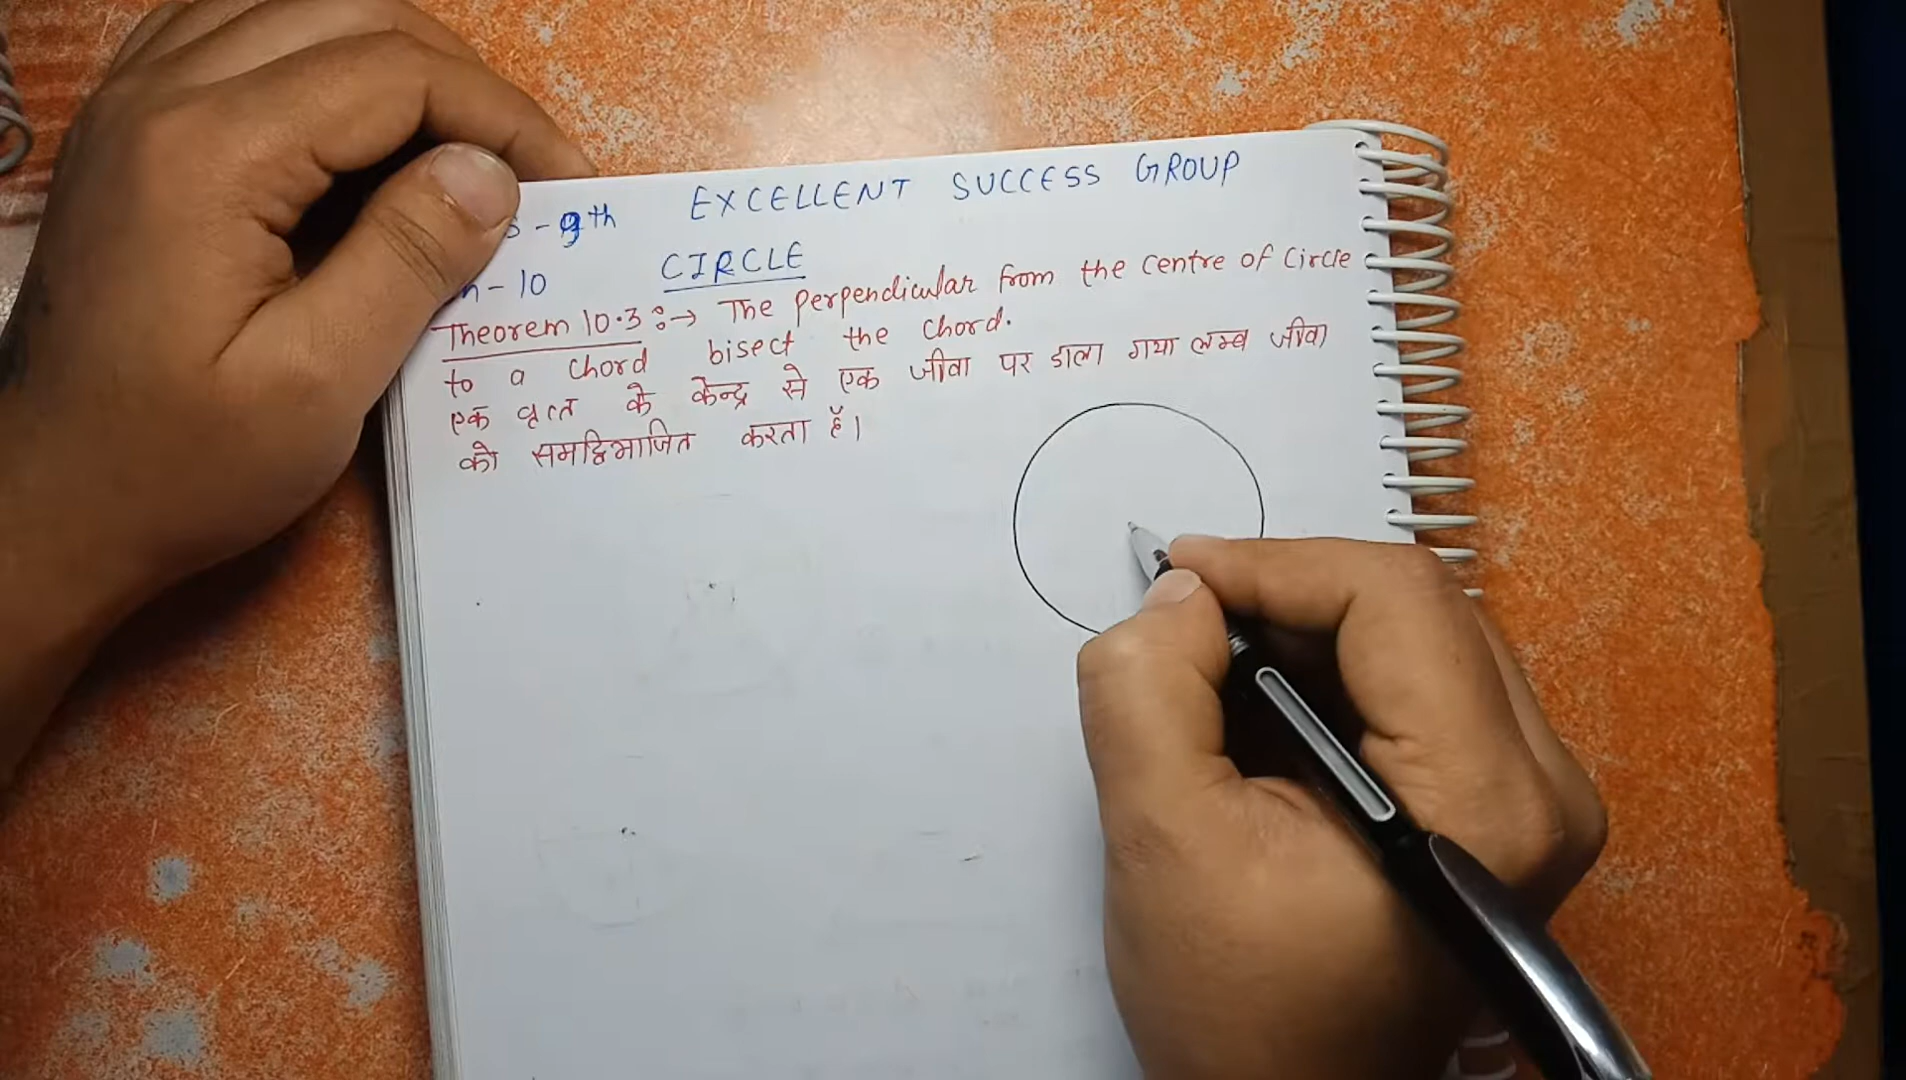 - 9th EXCELLENT SUCCESS GROUP
- 10 CIRCLE
Theorem 10.3 :→ The perpendicular from the centre of Circle
to a Chord bisect the Chord.
एक वृत्त के केन्द्र से एक जीवा पर डाला गया लम्ब जीवा
को समद्विभाजित करता है।